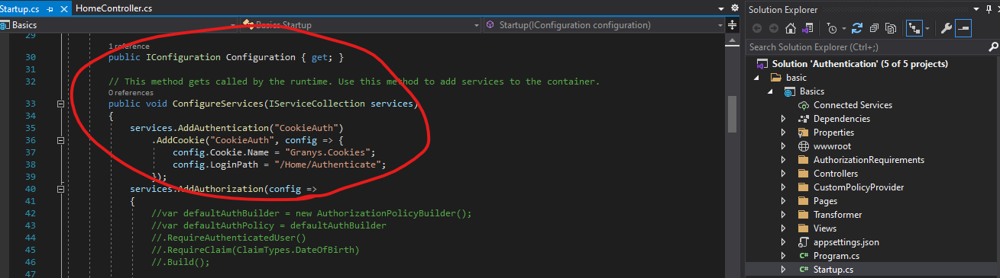 Startup.cs
HomeController.cs
Basics
Basics.Startup
Startup(IConfiguration configuration)
29
1 reference
30 public IConfiguration Configuration { get; }
31
32 // This method gets called by the runtime. Use this method to add services to the container.
0 references
33 public void ConfigureServices(IServiceCollection services)
34 {
35 services.AddAuthentication("CookieAuth")
36 .AddCookie("CookieAuth", config => {
37 config.Cookie.Name = "Granys.Cookies";
38 config.LoginPath = "/Home/Authenticate";
39 });
40 services.AddAuthorization(config =>
41 {
42 //var defaultAuthBuilder = new AuthorizationPolicyBuilder();
43 //var defaultAuthPolicy = defaultAuthBuilder
44 //.RequireAuthenticatedUser()
45 //.RequireClaim(ClaimTypes.DateOfBirth)
46 //.Build();
47
Solution Explorer
Search Solution Explorer (Ctrl+;)
Solution 'Authentication' (5 of 5 projects)
basic
Basics
Connected Services
Dependencies
Properties
wwwroot
AuthorizationRequirements
Controllers
CustomPolicyProvider
Pages
Transformer
Views
appsettings.json
C# Program.cs
C# Startup.cs